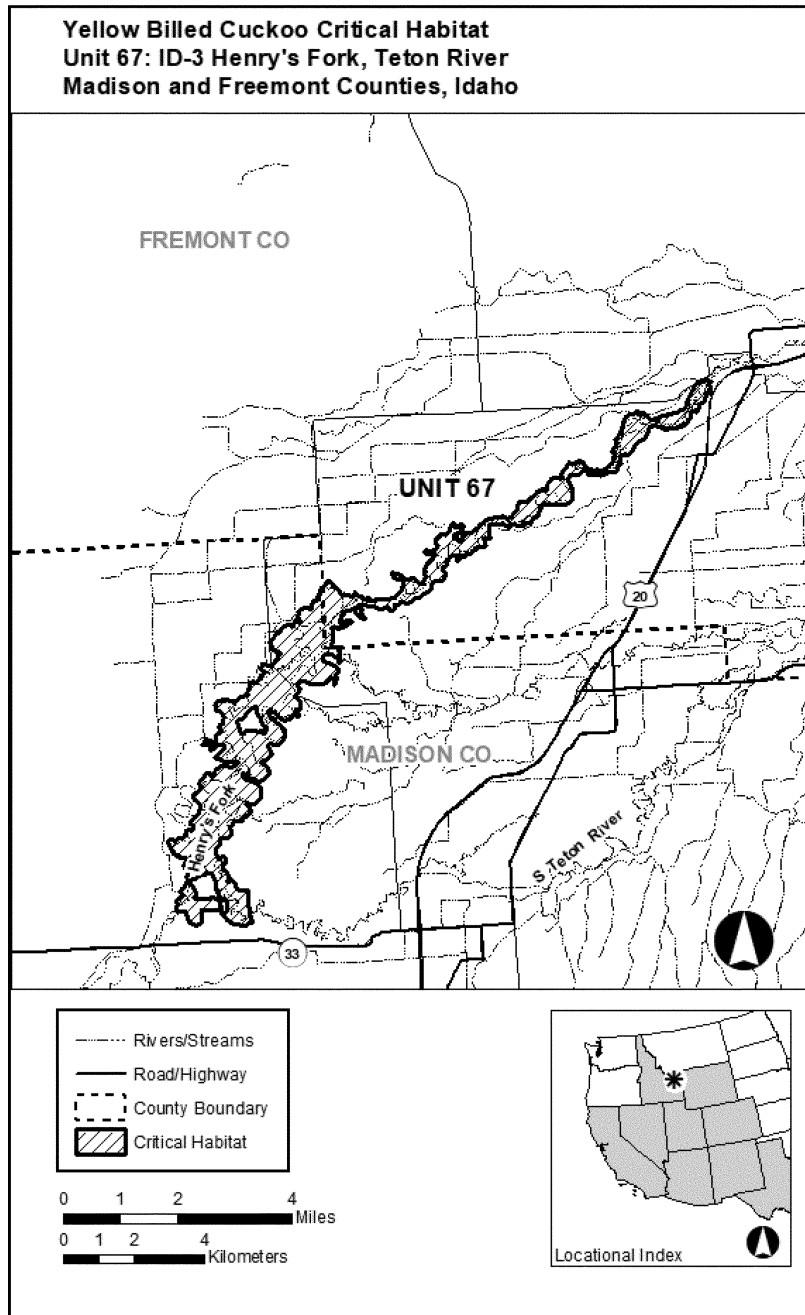 Yellow Billed Cuckoo Critical Habitat
Unit 67: ID-3 Henry's Fork, Teton River
Madison and Freemont Counties, Idaho
FREMONT CO
UNIT 67
20
MADISON CO
Henry's Fork
S Teton River
33
Rivers/Streams
Road/Highway
County Boundary
Critical Habitat
0 1 2 4
Miles
0 1 2 4
Kilometers
Locational Index